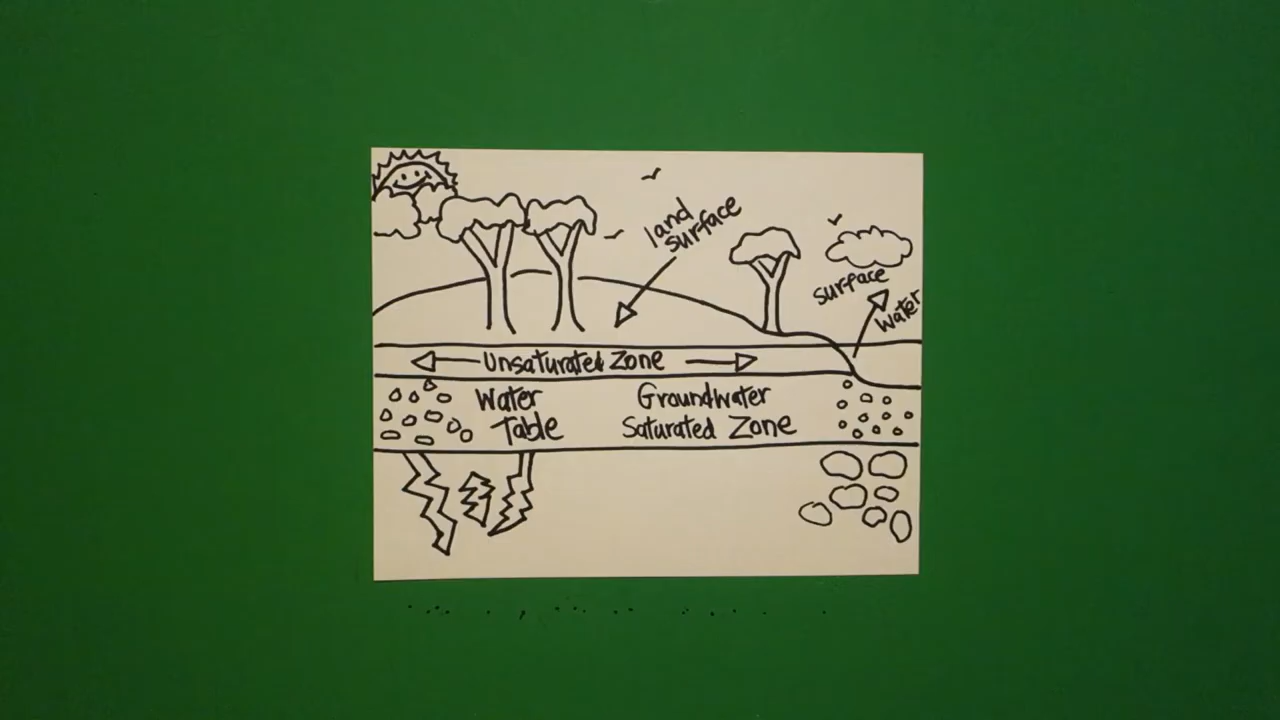 land
surface
surface
Water
Unsaturated Zone
Water
Table
Groundwater
Saturated Zone